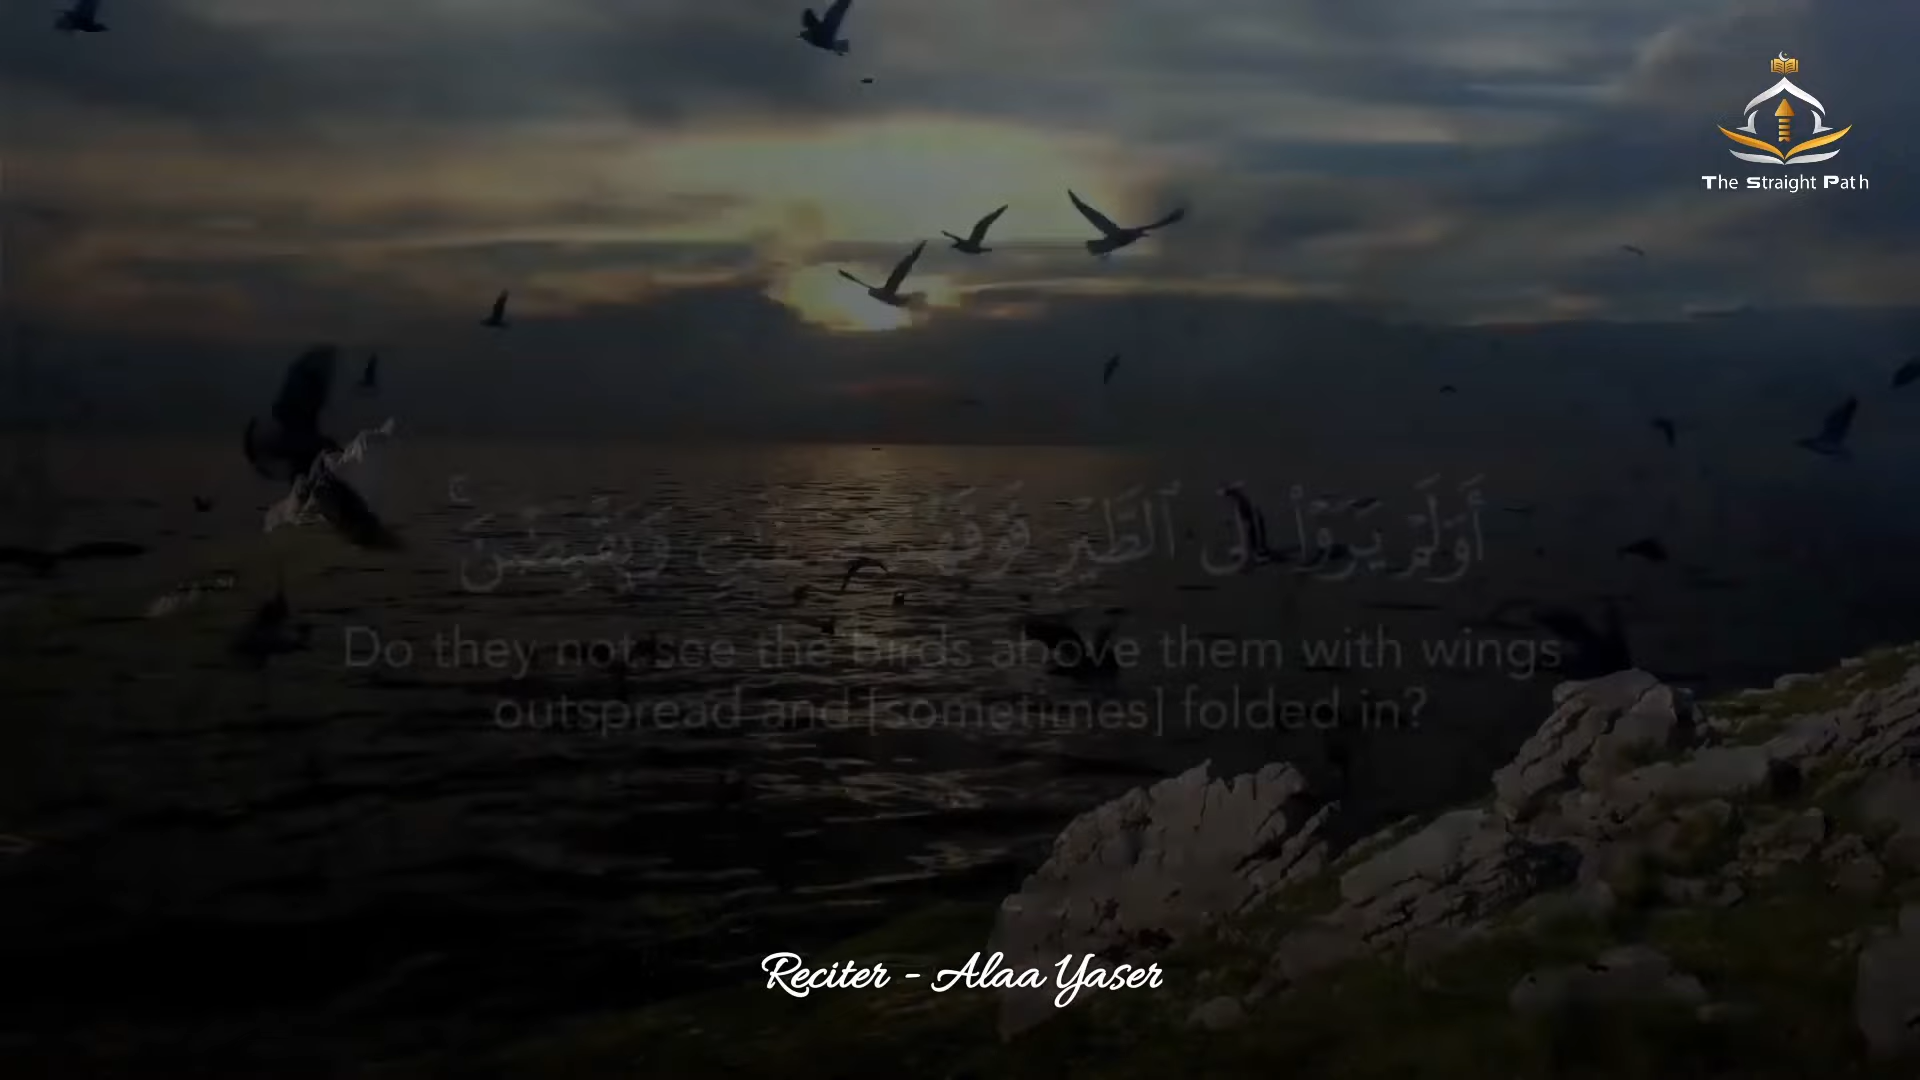 The Straight Path
أَوَلَمْ يَرَوْا۟ إِلَى ٱلطَّيْرِ فَوْقَهُمْ وَيَقْبِضْنَ ۚ
Do they not see the birds above them with wings
outspread and [sometimes] folded in?
Reciter - Alaa Yaser